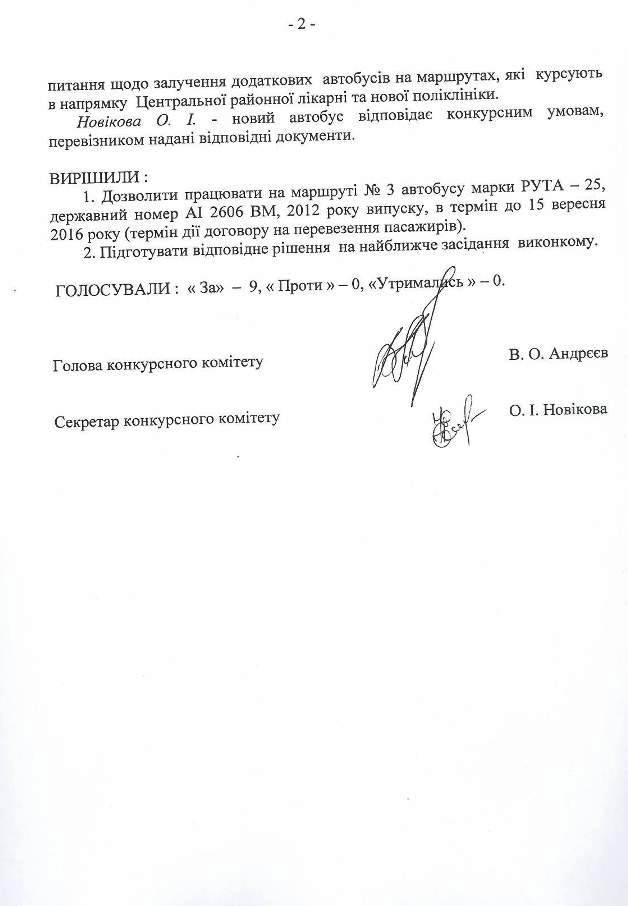 - 2 -
питання щодо залучення додаткових автобусів на маршрутах, які курсують
в напрямку Центральної районної лікарні та нової поліклініки.
Новікова О. І. - новий автобус відповідає конкурсним умовам,
перевізником надані відповідні документи.
ВИРІШИЛИ :
1. Дозволити працювати на маршруті № 3 автобусу марки РУТА – 25,
державний номер АІ 2606 ВМ, 2012 року випуску, в термін до 15 вересня
2016 року (термін дії договору на перевезення пасажирів).
2. Підготувати відповідне рішення на найближче засідання виконкому.
ГОЛОСУВАЛИ : « За» – 9, « Проти » – 0, «Утримались » – 0.
Голова конкурсного комітету В. О. Андрєєв
Секретар конкурсного комітету О. І. Новікова